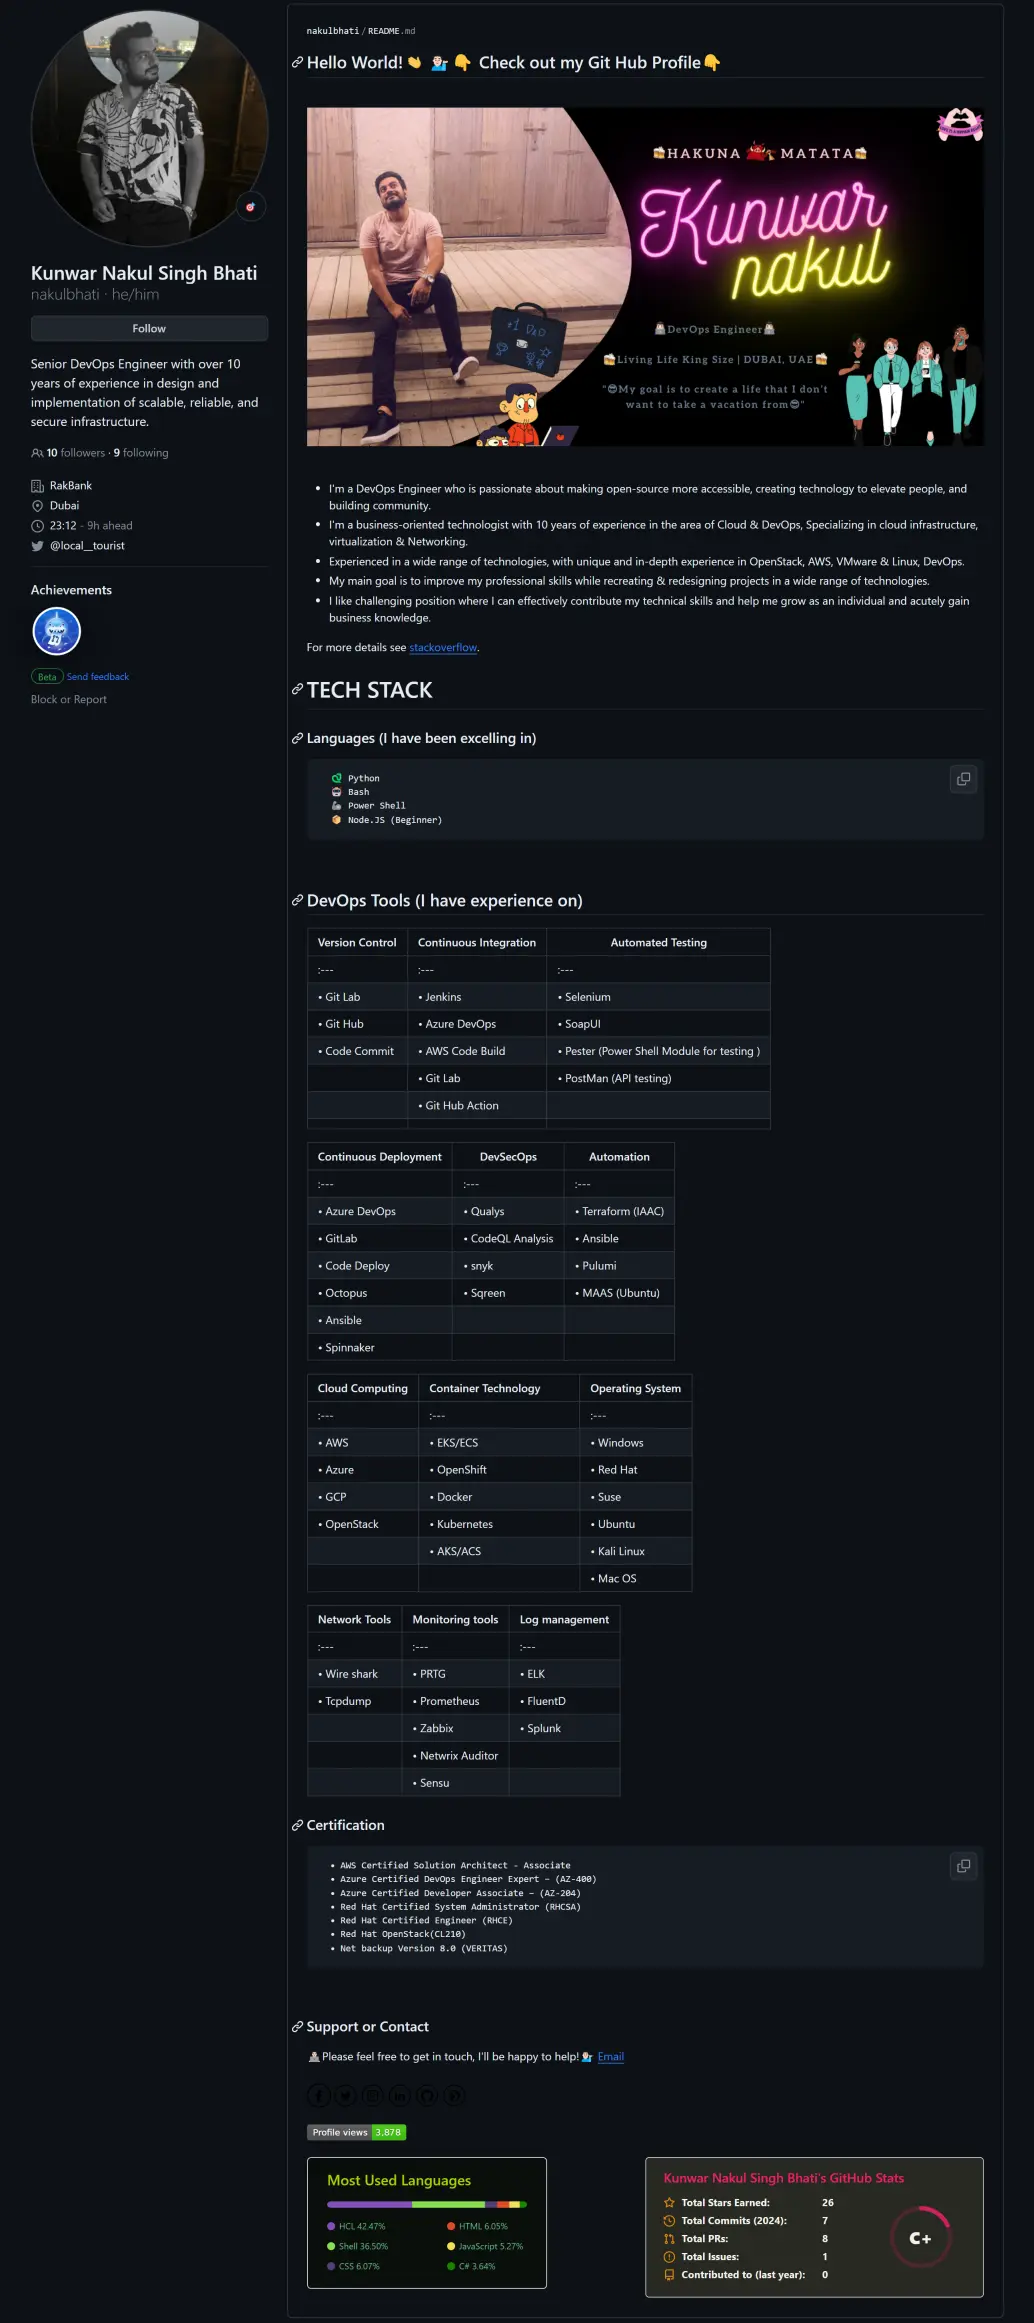 Kunwar Nakul Singh Bhati
nakulbhati · he/him
Follow
Senior DevOps Engineer with over 10
years of experience in design and
implementation of scalable, reliable, and
secure infrastructure.
10 followers · 9 following
RakBank
Dubai
23:12 - 9h ahead
@local__tourist
Achievements
Beta Send feedback
Block or Report
nakulbhati / README.md
Hello World!👋 💁🏻‍♂️ 👇 Check out my Git Hub Profile👇
🍻HAKUNA MATATA🍻
Kunwar
nakul
#1 DAD
DevOps Engineer
🍻Living Life King Size | DUBAI, UAE🍻
"😎My goal is to create a life that I don't
want to take a vacation from😎"
• I'm a DevOps Engineer who is passionate about making open-source more accessible, creating technology to elevate people, and
building community.
• I'm a business-oriented technologist with 10 years of experience in the area of Cloud & DevOps, Specializing in cloud infrastructure,
virtualization & Networking.
• Experienced in a wide range of technologies, with unique and in-depth experience in OpenStack, AWS, VMware & Linux, DevOps.
• My main goal is to improve my professional skills while recreating & redesigning projects in a wide range of technologies.
• I like challenging position where I can effectively contribute my technical skills and help me grow as an individual and acutely gain
business knowledge.
For more details see stackoverflow.
TECH STACK
Languages (I have been excelling in)
Python
Bash
Power Shell
Node.JS (Beginner)
DevOps Tools (I have experience on)
Version Control Continuous Integration Automated Testing
:--- :--- :---
• Git Lab • Jenkins • Selenium
• Git Hub • Azure DevOps • SoapUI
• Code Commit • AWS Code Build • Pester (Power Shell Module for testing )
• Git Lab • PostMan (API testing)
• Git Hub Action
Continuous Deployment DevSecOps Automation
:--- :--- :---
• Azure DevOps • Qualys • Terraform (IAAC)
• GitLab • CodeQL Analysis • Ansible
• Code Deploy • snyk • Pulumi
• Octopus • Sqreen • MAAS (Ubuntu)
• Ansible
• Spinnaker
Cloud Computing Container Technology Operating System
:--- :--- :---
• AWS • EKS/ECS • Windows
• Azure • OpenShift • Red Hat
• GCP • Docker • Suse
• OpenStack • Kubernetes • Ubuntu
• AKS/ACS • Kali Linux
• Mac OS
Network Tools Monitoring tools Log management
:--- :--- :---
• Wire shark • PRTG • ELK
• Tcpdump • Prometheus • FluentD
• Zabbix • Splunk
• Netwrix Auditor
• Sensu
Certification
• AWS Certified Solution Architect - Associate
• Azure Certified DevOps Engineer Expert – (AZ-400)
• Azure Certified Developer Associate – (AZ-204)
• Red Hat Certified System Administrator (RHCSA)
• Red Hat Certified Engineer (RHCE)
• Red Hat OpenStack(CL210)
• Net backup Version 8.0 (VERITAS)
Support or Contact
Please feel free to get in touch, I'll be happy to help! Email
Profile views 3,878
Most Used Languages
HCL 42.47% HTML 6.05%
Shell 36.50% JavaScript 5.27%
CSS 6.07% C# 3.64%
Kunwar Nakul Singh Bhati's GitHub Stats
Total Stars Earned: 26
Total Commits (2024): 7
Total PRs: 8
Total Issues: 1
Contributed to (last year): 0
C+